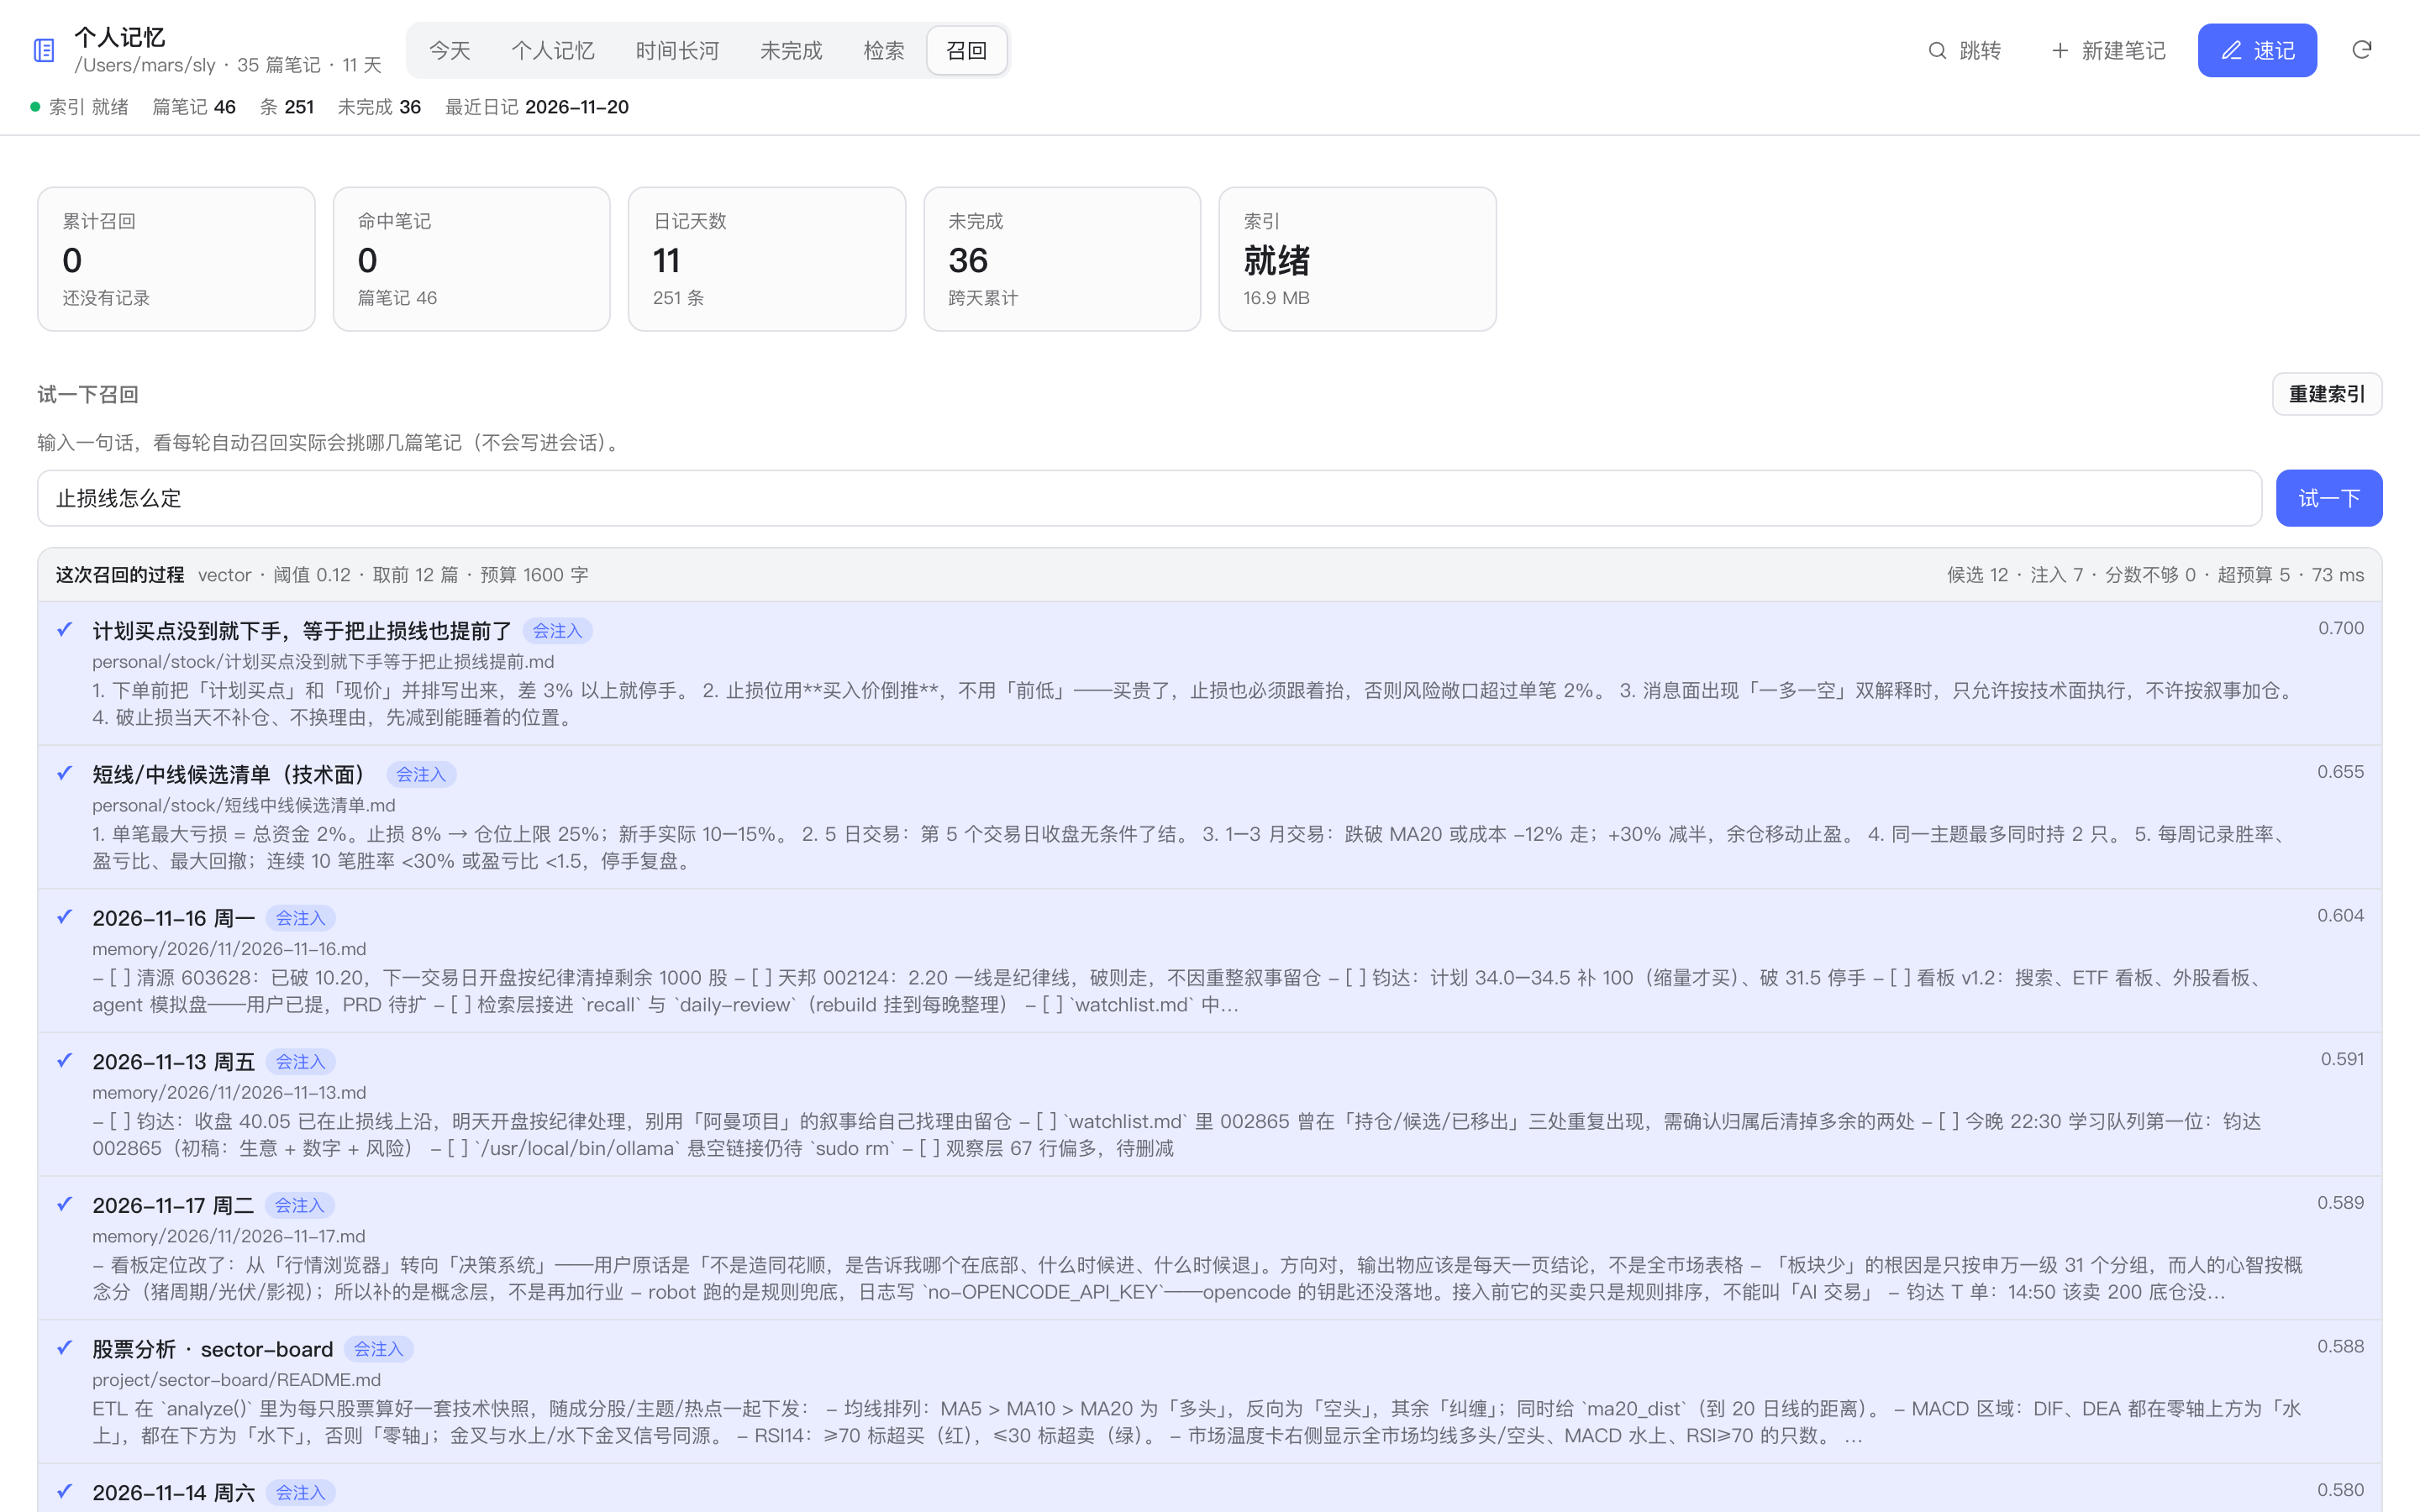 个人记忆
/Users/mars/sly · 35 篇笔记 · 11 天
今天 个人记忆 时间长河 未完成 检索 召回
跳转 新建笔记 速记
索引 就绪 篇笔记 46 条 251 未完成 36 最近日记 2026-11-20
累计召回
0
还没有记录
命中笔记
0
篇笔记 46
日记天数
11
251 条
未完成
36
跨天累计
索引
就绪
16.9 MB
试一下召回
重建索引
输入一句话，看每轮自动召回实际会挑哪几篇笔记（不会写进会话）。
止损线怎么定
试一下
这次召回的过程 vector · 阈值 0.12 · 取前 12 篇 · 预算 1600 字
候选 12 · 注入 7 · 分数不够 0 · 超预算 5 · 73 ms
计划买点没到就下手，等于把止损线也提前了 会注入 0.700
personal/stock/计划买点没到就下手等于把止损线提前.md
1. 下单前把「计划买点」和「现价」并排写出来，差 3% 以上就停手。 2. 止损位用**买入价倒推**，不用「前低」——买贵了，止损也必须跟着抬，否则风险敞口超过单笔 2%。 3. 消息面出现「一多一空」双解释时，只允许按技术面执行，不许按叙事加仓。
4. 破止损当天不补仓、不换理由，先减到能睡着的位置。
短线/中线候选清单（技术面） 会注入 0.655
personal/stock/短线中线候选清单.md
1. 单笔最大亏损 = 总资金 2%。止损 8% → 仓位上限 25%；新手实际 10–15%。 2. 5 日交易：第 5 个交易日收盘无条件了结。 3. 1–3 月交易：跌破 MA20 或成本 -12% 走；+30% 减半，余仓移动止盈。 4. 同一主题最多同时持 2 只。 5. 每周记录胜率、
盈亏比、最大回撤；连续 10 笔胜率 <30% 或盈亏比 <1.5，停手复盘。
2026-11-16 周一 会注入 0.604
memory/2026/11/2026-11-16.md
- [ ] 清源 603628：已破 10.20，下一交易日开盘按纪律清掉剩余 1000 股 - [ ] 天邦 002124：2.20 一线是纪律线，破则走，不因重整叙事留仓 - [ ] 钧达：计划 34.0–34.5 补 100（缩量才买）、破 31.5 停手 - [ ] 看板 v1.2：搜索、ETF 看板、外股看板、
agent 模拟盘——用户已提，PRD 待扩 - [ ] 检索层接进 `recall` 与 `daily-review`（rebuild 挂到每晚整理） - [ ] `watchlist.md` 中…
2026-11-13 周五 会注入 0.591
memory/2026/11/2026-11-13.md
- [ ] 钧达：收盘 40.05 已在止损线上沿，明天开盘按纪律处理，别用「阿曼项目」的叙事给自己找理由留仓 - [ ] `watchlist.md` 里 002865 曾在「持仓/候选/已移出」三处重复出现，需确认归属后清掉多余的两处 - [ ] 今晚 22:30 学习队列第一位：钧达
002865（初稿：生意 + 数字 + 风险） - [ ] `/usr/local/bin/ollama` 悬空链接仍待 `sudo rm` - [ ] 观察层 67 行偏多，待删减
2026-11-17 周二 会注入 0.589
memory/2026/11/2026-11-17.md
- 看板定位改了：从「行情浏览器」转向「决策系统」——用户原话是「不是造同花顺，是告诉我哪个在底部、什么时候进、什么时候退」。方向对，输出物应该是每天一页结论，不是全市场表格 - 「板块少」的根因是只按申万一级 31 个分组，而人的心智按概
念分（猪周期/光伏/影视）；所以补的是概念层，不是再加行业 - robot 跑的是规则兜底，日志写 `no-OPENCODE_API_KEY`——opencode 的钥匙还没落地。接入前它的买卖只是规则排序，不能叫「AI 交易」 - 钧达 T 单：14:50 该卖 200 底仓没…
股票分析 · sector-board 会注入 0.588
project/sector-board/README.md
ETL 在 `analyze()` 里为每只股票算好一套技术快照，随成分股/主题/热点一起下发： - 均线排列：MA5 > MA10 > MA20 为「多头」，反向为「空头」，其余「纠缠」；同时给 `ma20_dist`（到 20 日线的距离）。 - MACD 区域：DIF、DEA 都在零轴上方为「水
上」，都在下方为「水下」，否则「零轴」；金叉与水上/水下金叉信号同源。 - RSI14：≥70 标超买（红），≤30 标超卖（绿）。 - 市场温度卡右侧显示全市场均线多头/空头、MACD 水上、RSI≥70 的只数。 …
2026-11-14 周六 会注入 0.580